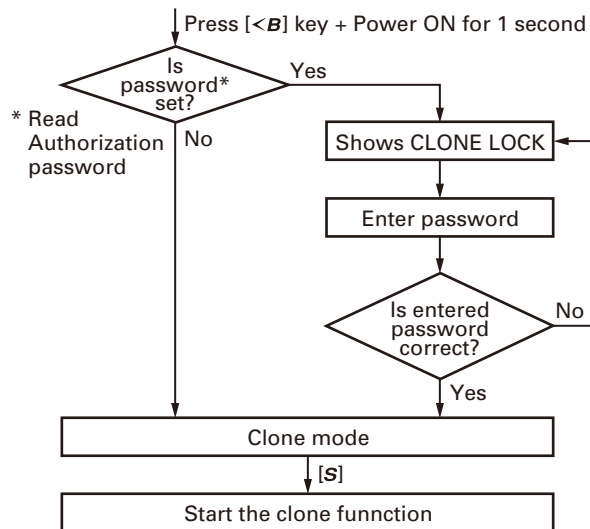 Press [<B] key + Power ON for 1 second
Is
password*
set?
Yes
* Read
Authorization
password
No
Shows CLONE LOCK
Enter password
Is entered
password
correct?
No
Yes
Clone mode
[S]
Start the clone funnction